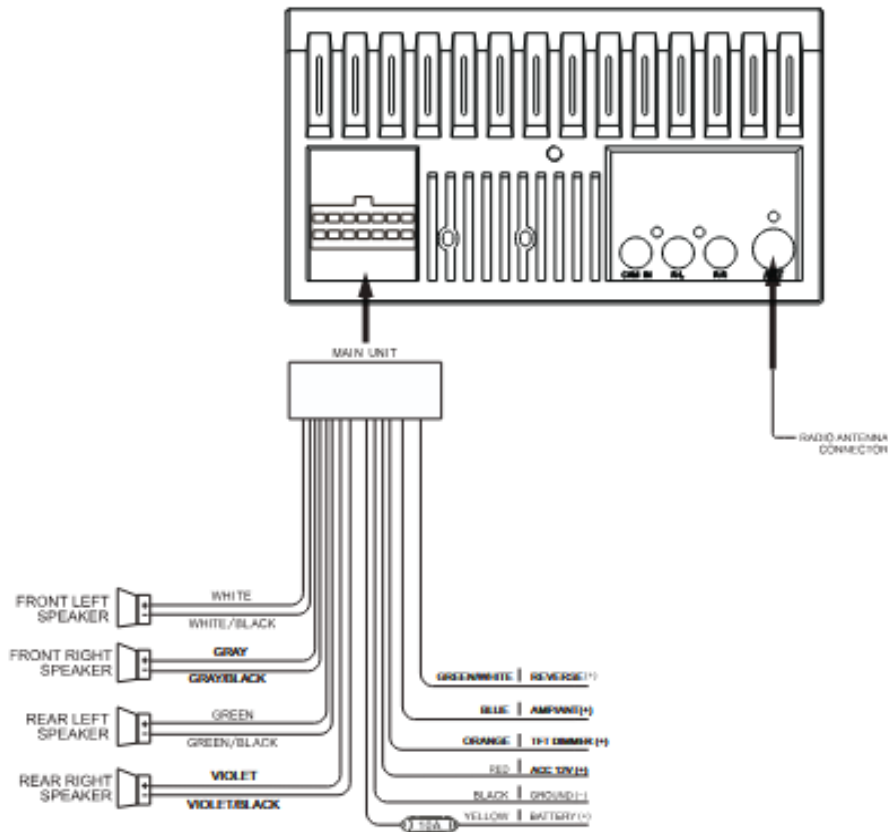 CAM IN
MAIN UNIT
RADIO ANTENNA
CONNECTOR
FRONT LEFT
SPEAKER
+
-
WHITE
WHITE/BLACK
FRONT RIGHT
SPEAKER
+
-
GRAY
GRAY/BLACK
REAR LEFT
SPEAKER
+
-
GREEN
GREEN/BLACK
REAR RIGHT
SPEAKER
+
-
VIOLET
VIOLET/BLACK
GREEN/WHITE | REVERSE(+)
BLUE | AMP/ANT(+)
ORANGE | TFT DIMMER (+)
RED | ACC 12V (+)
BLACK | GROUND(-)
YELLOW | BATTERY(+)
10A